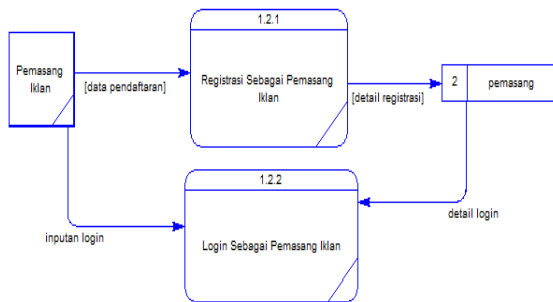 1.2.1
Pemasang
Iklan
[data pendaftaran]
Registrasi Sebagai Pemasang
Iklan
[detail registrasi]
2 pemasang
1.2.2
inputan login
Login Sebagai Pemasang Iklan
detail login